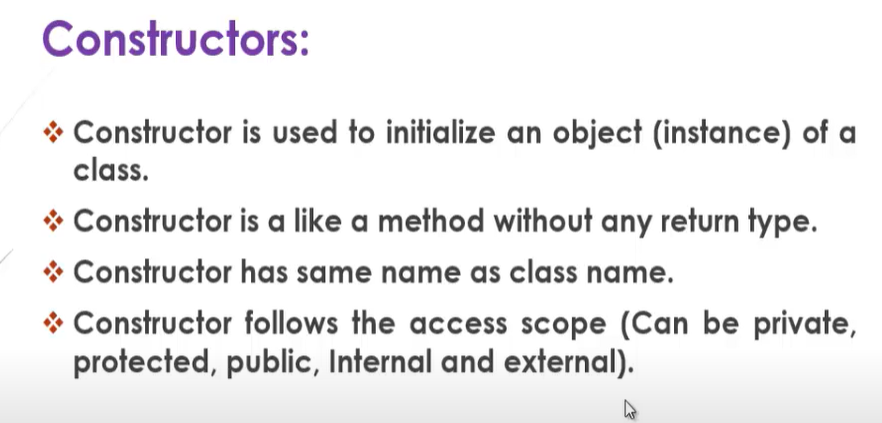 Constructors:
❖ Constructor is used to initialize an object (instance) of a
class.
❖ Constructor is a like a method without any return type.
❖ Constructor has same name as class name.
❖ Constructor follows the access scope (Can be private,
protected, public, Internal and external).